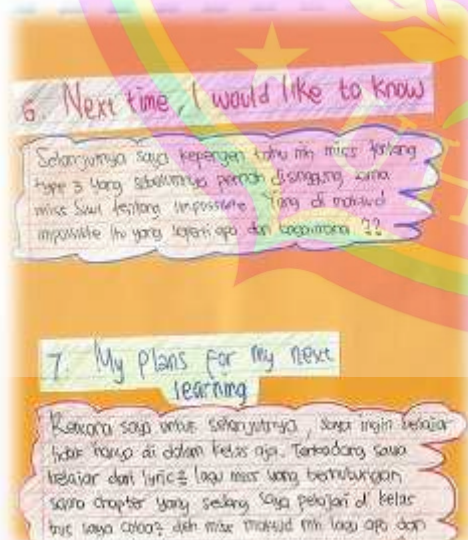 6. Next time, I would like to know
Selanjutnya saya kepengen tahu nih miss tentang
type 3 yang sebelumnya pernah disinggung sama
miss tentang impossible. Yang di maksud
impossible itu yang seperti apa dan bagaimana ??
7. My Plans for my next
learning
Rencana saya untuk selanjutnya, saya ingin belajar
tidak hanya di dalam kelas aja. Terkadang saya
belajar dari lyric2 lagu miss yang berhubungan
sama chapter yang sedang saya pelajari di kelas
saya coba2 deh miss maksud nih lagu apa dan